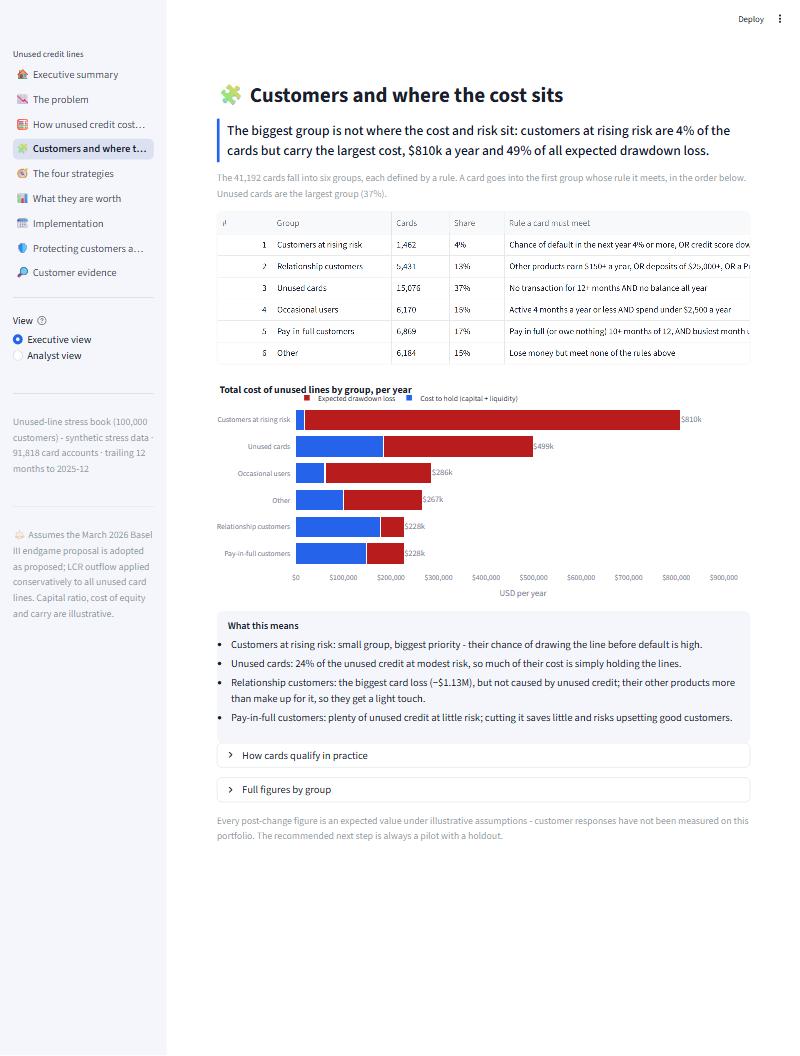 Deploy
Unused credit lines
Executive summary
The problem
How unused credit cost...
Customers and where t...
The four strategies
What they are worth
Implementation
Protecting customers a...
Customer evidence
View
Executive view
Analyst view
Unused-line stress book (100,000
customers) - synthetic stress data ·
91,818 card accounts · trailing 12
months to 2025-12
Assumes the March 2026 Basel
III endgame proposal is adopted
as proposed; LCR outflow applied
conservatively to all unused card
lines. Capital ratio, cost of equity
and carry are illustrative.
Customers and where the cost sits
The biggest group is not where the cost and risk sit: customers at rising risk are 4% of the
cards but carry the largest cost, $810k a year and 49% of all expected drawdown loss.
The 41,192 cards fall into six groups, each defined by a rule. A card goes into the first group whose rule it meets, in the order below.
Unused cards are the largest group (37%).
# Group Cards Share Rule a card must meet
1 Customers at rising risk 1,462 4% Chance of default in the next year 4% or more, OR credit score dow
2 Relationship customers 5,431 13% Other products earn $150+ a year, OR deposits of $25,000+, OR a Pr
3 Unused cards 15,076 37% No transaction for 12+ months AND no balance all year
4 Occasional users 6,170 15% Active 4 months a year or less AND spend under $2,500 a year
5 Pay-in-full customers 6,869 17% Pay in full (or owe nothing) 10+ months of 12, AND busiest month u
6 Other 6,184 15% Lose money but meet none of the rules above
Total cost of unused lines by group, per year
Expected drawdown loss Cost to hold (capital + liquidity)
Customers at rising risk $810k
Unused cards $499k
Occasional users $286k
Other $267k
Relationship customers $228k
Pay-in-full customers $228k
$0 $100,000 $200,000 $300,000 $400,000 $500,000 $600,000 $700,000 $800,000 $900,000
USD per year
What this means
• Customers at rising risk: small group, biggest priority - their chance of drawing the line before default is high.
• Unused cards: 24% of the unused credit at modest risk, so much of their cost is simply holding the lines.
• Relationship customers: the biggest card loss (−$1.13M), but not caused by unused credit; their other products more
than make up for it, so they get a light touch.
• Pay-in-full customers: plenty of unused credit at little risk; cutting it saves little and risks upsetting good customers.
How cards qualify in practice
Full figures by group
Every post-change figure is an expected value under illustrative assumptions - customer responses have not been measured on this
portfolio. The recommended next step is always a pilot with a holdout.